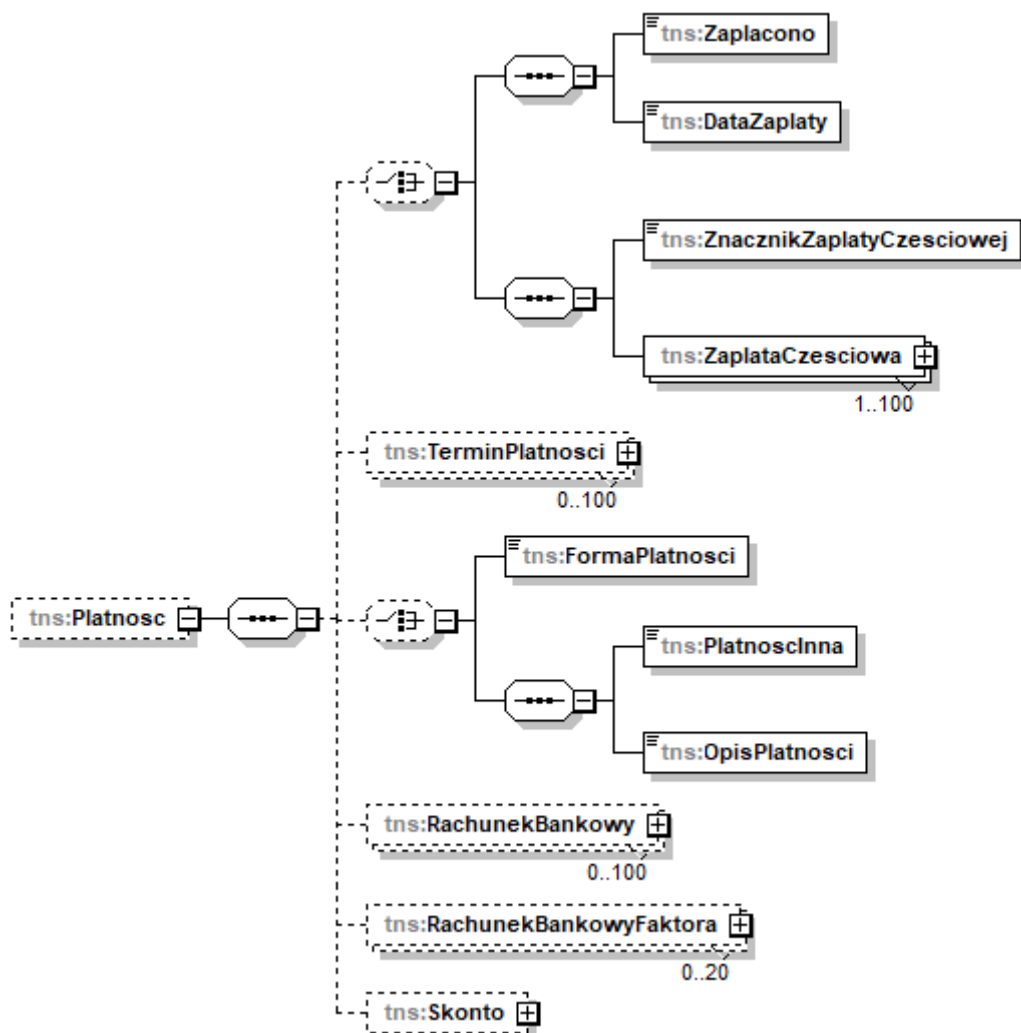 tns:Zaplacono
tns:DataZaplaty
tns:ZnacznikZaplatyCzesciowej
tns:ZaplataCzesciowa
1..100
tns:TerminPlatnosci
0..100
tns:FormaPlatnosci
tns:Platnosc
tns:PlatnoscInna
tns:OpisPlatnosci
tns:RachunekBankowy
0..100
tns:RachunekBankowyFaktora
0..20
tns:Skonto